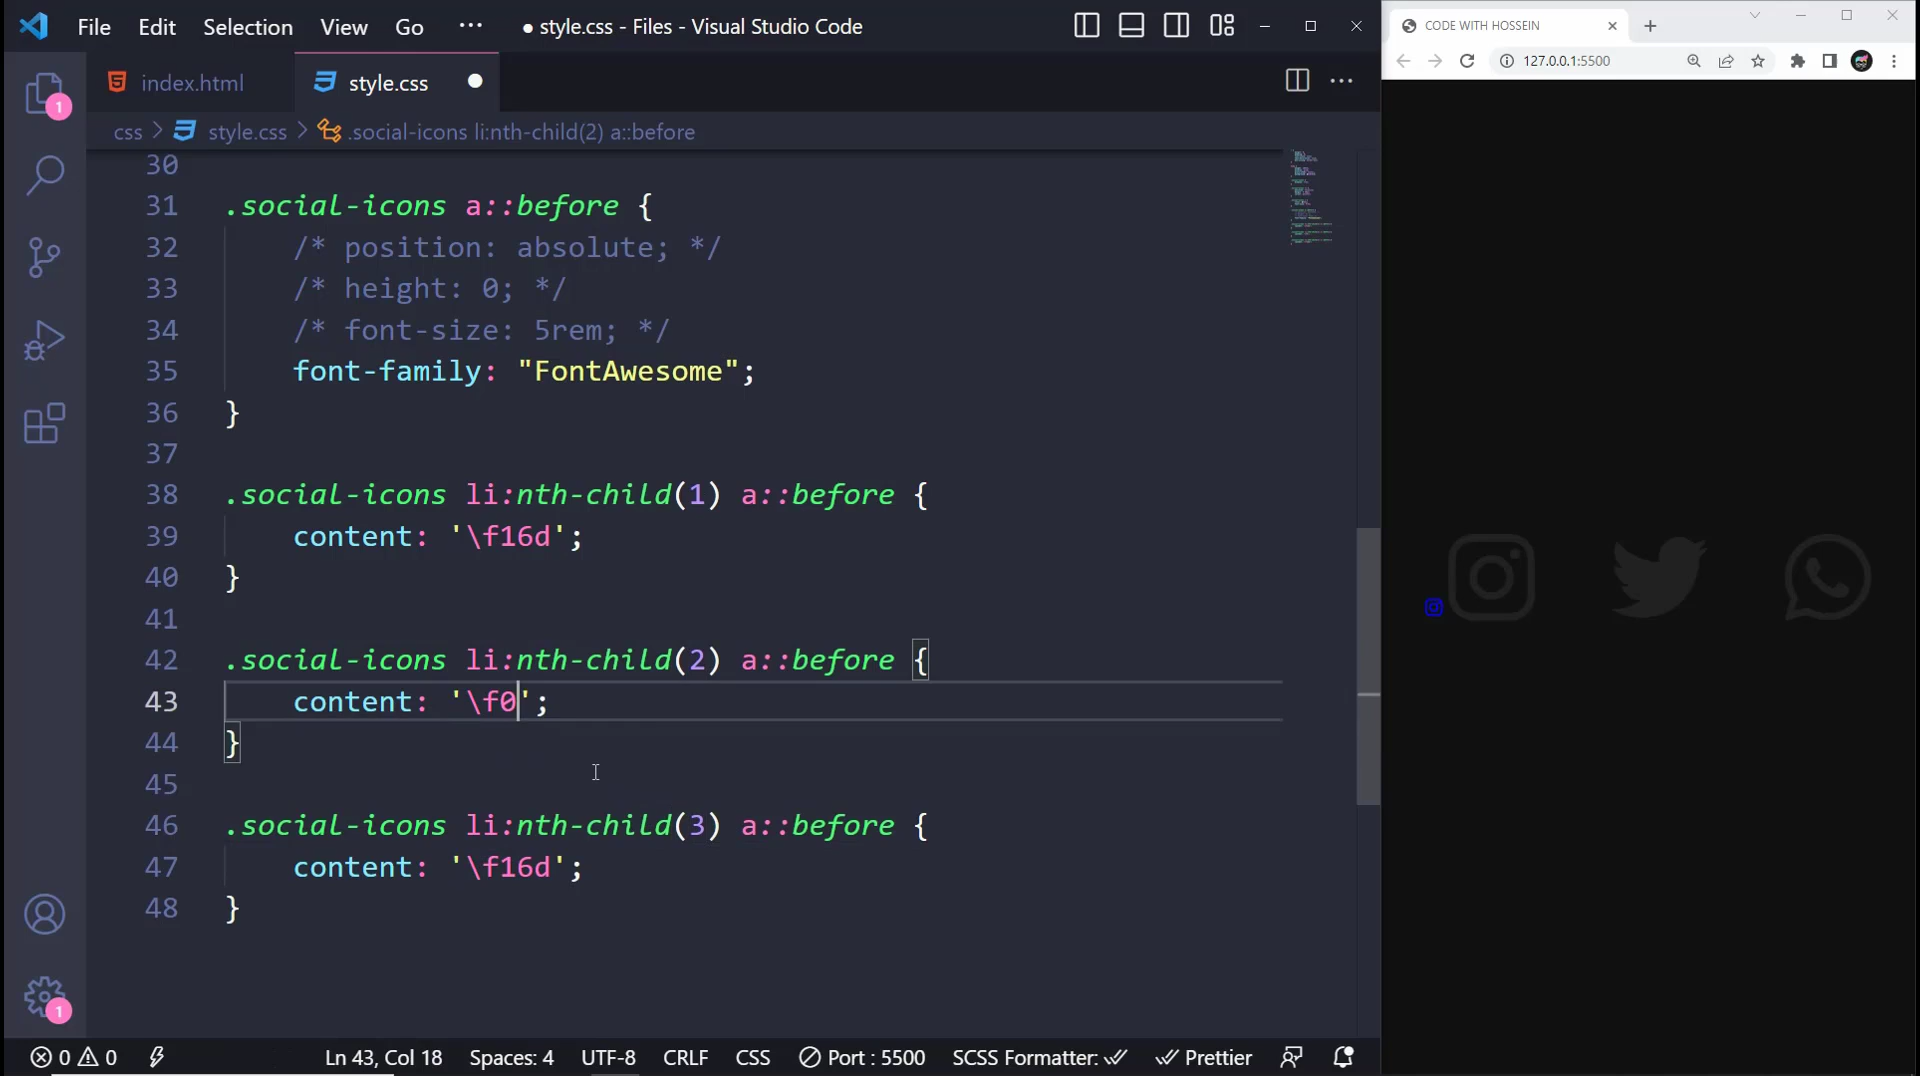 File Edit Selection View Go ··· ● style.css - Files - Visual Studio Code
index.html style.css
css > style.css > .social-icons li:nth-child(2) a::before
30
31 .social-icons a::before {
32 /* position: absolute; */
33 /* height: 0; */
34 /* font-size: 5rem; */
35 font-family: "FontAwesome";
36 }
37
38 .social-icons li:nth-child(1) a::before {
39 content: '\f16d';
40 }
41
42 .social-icons li:nth-child(2) a::before {
43 content: '\f0';
44 }
45
46 .social-icons li:nth-child(3) a::before {
47 content: '\f16d';
48 }
1
1
0 0 Ln 43, Col 18 Spaces: 4 UTF-8 CRLF CSS Port : 5500 SCSS Formatter: Prettier
CODE WITH HOSSEIN
127.0.0.1:5500